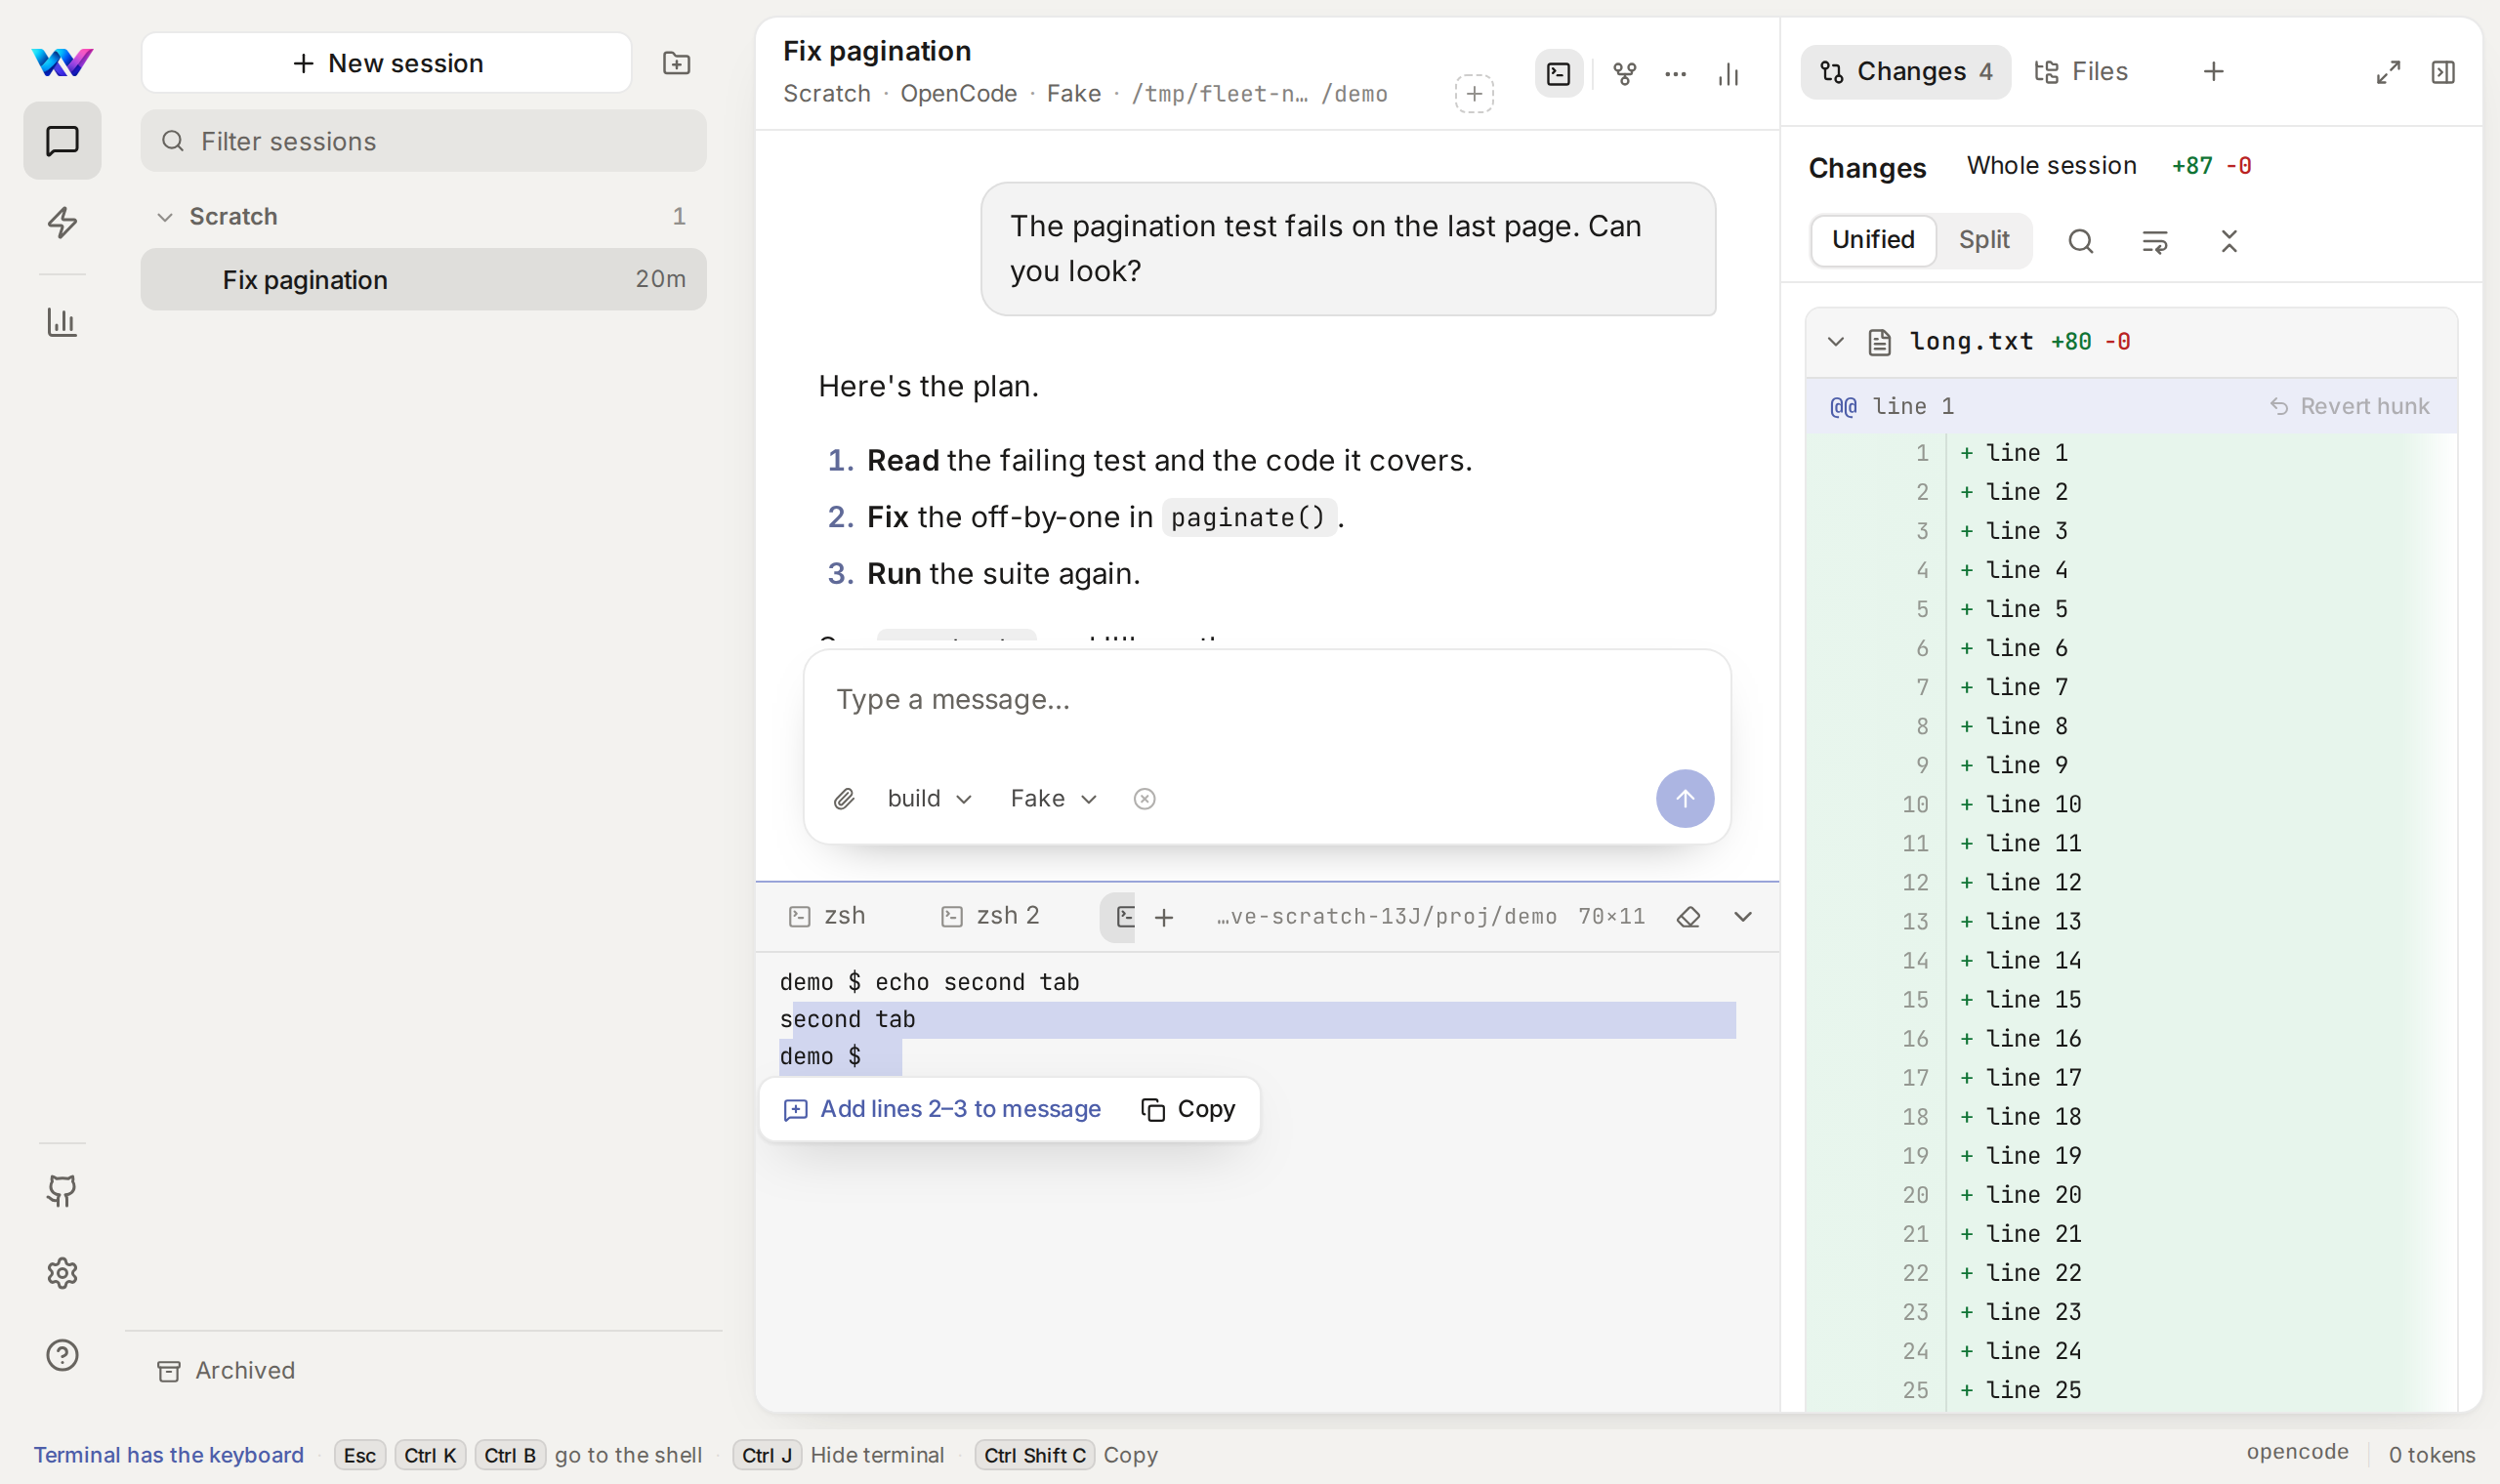 New session
Filter sessions
Scratch 1
Fix pagination 20m
Archived
Fix pagination
Scratch · OpenCode · Fake · /tmp/fleet-n… /demo
The pagination test fails on the last page. Can
you look?
Here's the plan.
1. Read the failing test and the code it covers.
2. Fix the off-by-one in paginate().
3. Run the suite again.
Type a message...
build Fake
zsh zsh 2 …ve-scratch-13J/proj/demo 70×11
demo $ echo second tab
second tab
demo $
Add lines 2–3 to message Copy
Changes 4 Files
Changes Whole session +87 -0
Unified Split
long.txt +80 -0
@@ line 1 Revert hunk
1 + line 1
2 + line 2
3 + line 3
4 + line 4
5 + line 5
6 + line 6
7 + line 7
8 + line 8
9 + line 9
10 + line 10
11 + line 11
12 + line 12
13 + line 13
14 + line 14
15 + line 15
16 + line 16
17 + line 17
18 + line 18
19 + line 19
20 + line 20
21 + line 21
22 + line 22
23 + line 23
24 + line 24
25 + line 25
Terminal has the keyboard · Esc Ctrl K Ctrl B go to the shell · Ctrl J Hide terminal · Ctrl Shift C Copy
opencode 0 tokens